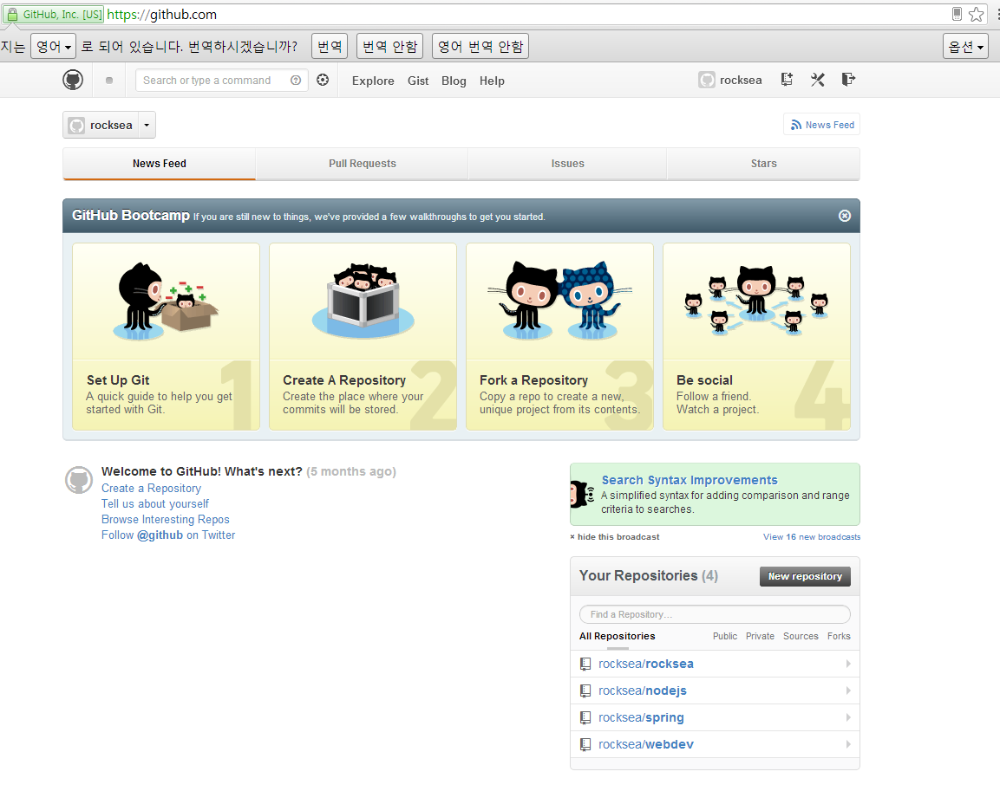 GitHub, Inc. [US] https://github.com
지는 영어 로 되어 있습니다. 번역하시겠습니까? 번역 번역 안함 영어 번역 안함 옵션
Search or type a command Explore Gist Blog Help rocksea
rocksea News Feed
News Feed Pull Requests Issues Stars
GitHub Bootcamp If you are still new to things, we've provided a few walkthroughs to get you started.
1
Set Up Git
A quick guide to help you get
started with Git.
2
Create A Repository
Create the place where your
commits will be stored.
3
Fork a Repository
Copy a repo to create a new,
unique project from its contents.
4
Be social
Follow a friend.
Watch a project.
Welcome to GitHub! What's next? (5 months ago)
Create a Repository
Tell us about yourself
Browse Interesting Repos
Follow @github on Twitter
Search Syntax Improvements
A simplified syntax for adding comparison and range
criteria to searches.
× hide this broadcast View 16 new broadcasts
Your Repositories (4) New repository
Find a Repository...
All Repositories Public Private Sources Forks
rocksea/rocksea
rocksea/nodejs
rocksea/spring
rocksea/webdev